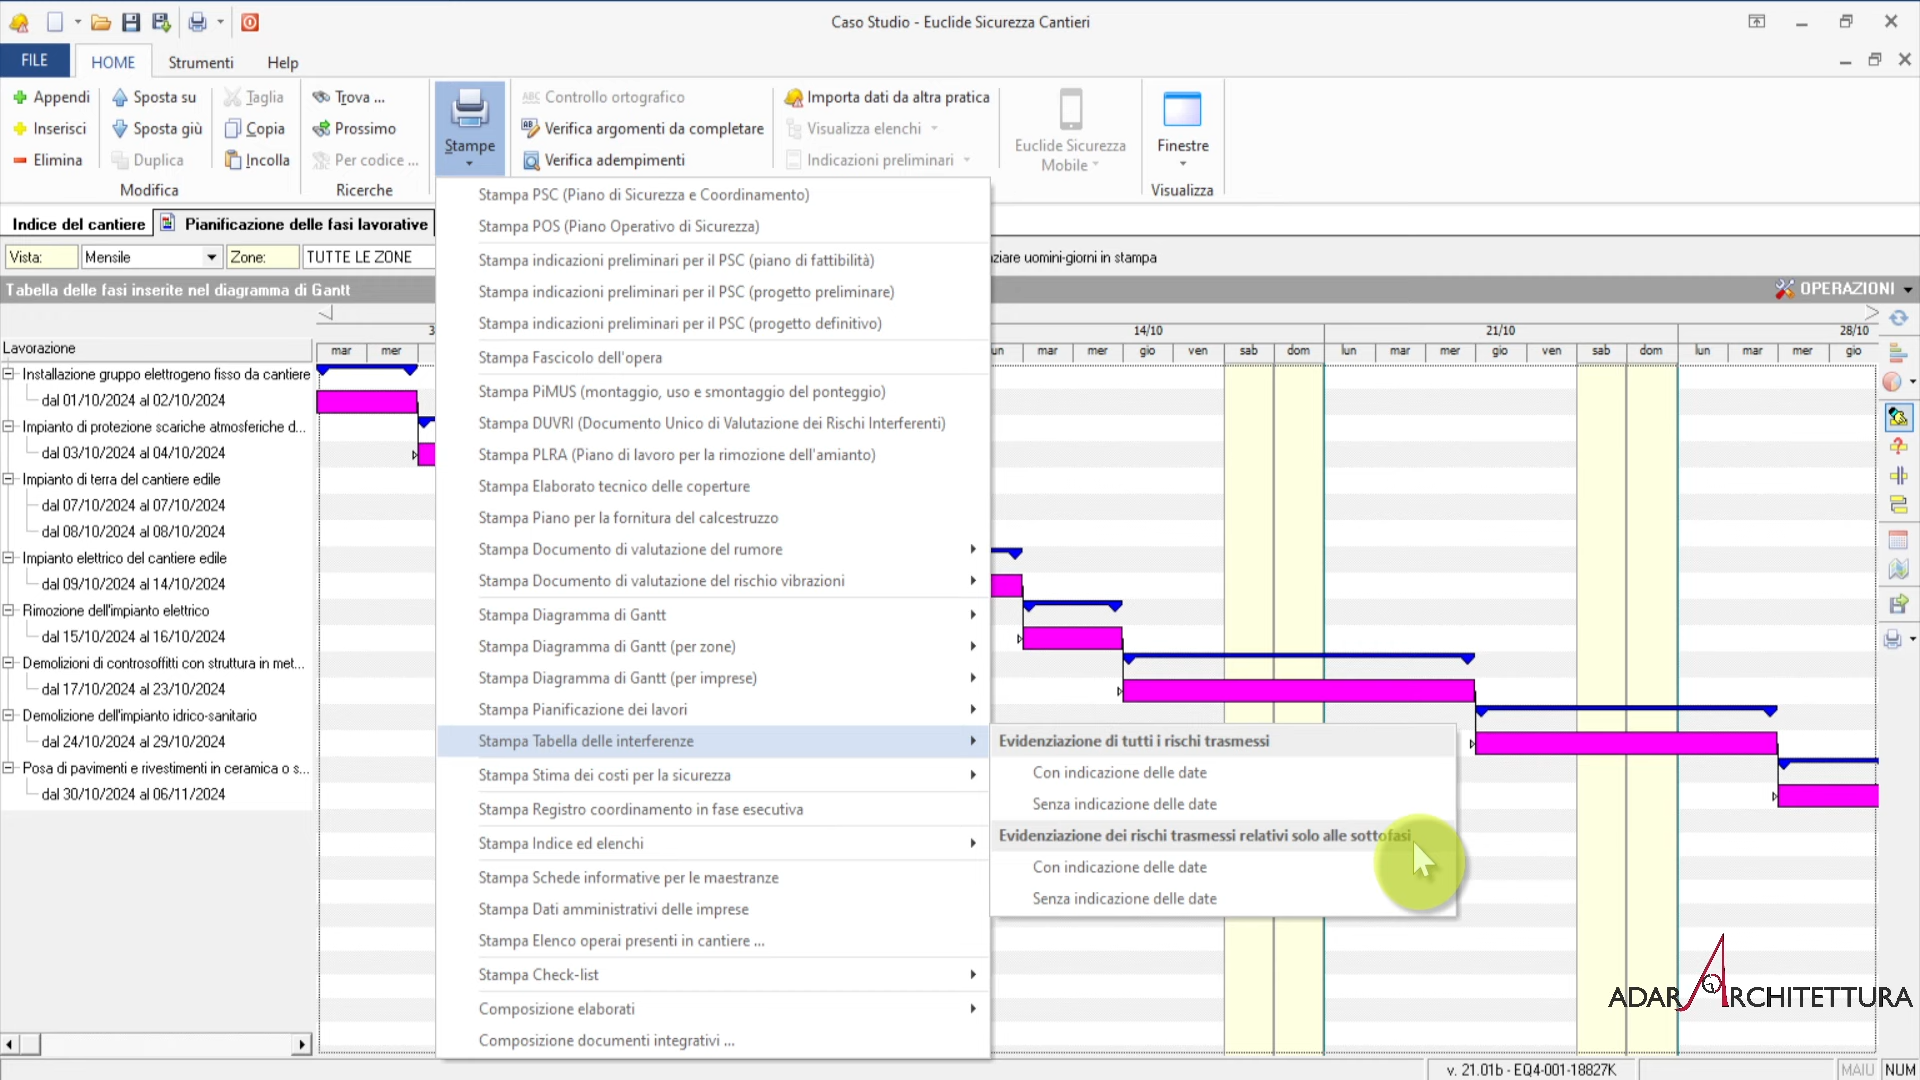 Caso Studio - Euclide Sicurezza Cantieri
FILE
HOME
Strumenti
Help
Appendi
Inserisci
Elimina
Sposta su
Sposta giù
Duplica
Modifica
Taglia
Copia
Incolla
Trova ...
Prossimo
Per codice ...
Ricerche
Stampe
ABC Controllo ortografico
Verifica argomenti da completare
Verifica adempimenti
Importa dati da altra pratica
Visualizza elenchi
Indicazioni preliminari
Euclide Sicurezza
Mobile
Finestre
Visualizza
Indice del cantiere
Pianificazione delle fasi lavorative
Vista:
Mensile
Zone:
TUTTE LE ZONE
ziare uomini-giorni in stampa
Tabella delle fasi inserite nel diagramma di Gantt
OPERAZIONI
3
14/10
21/10
28/10
Lavorazione
mar mer
un mar mer gio ven sab dom lun mar mer gio ven sab dom lun mar mer gio
Installazione gruppo elettrogeno fisso da cantiere
dal 01/10/2024 al 02/10/2024
Impianto di protezione scariche atmosferiche d...
dal 03/10/2024 al 04/10/2024
Impianto di terra del cantiere edile
dal 07/10/2024 al 07/10/2024
dal 08/10/2024 al 08/10/2024
Impianto elettrico del cantiere edile
dal 09/10/2024 al 14/10/2024
Rimozione dell'impianto elettrico
dal 15/10/2024 al 16/10/2024
Demolizioni di controsoffitti con struttura in met...
dal 17/10/2024 al 23/10/2024
Demolizione dell'impianto idrico-sanitario
dal 24/10/2024 al 29/10/2024
Posa di pavimenti e rivestimenti in ceramica o s...
dal 30/10/2024 al 06/11/2024
Stampa PSC (Piano di Sicurezza e Coordinamento)
Stampa POS (Piano Operativo di Sicurezza)
Stampa indicazioni preliminari per il PSC (piano di fattibilità)
Stampa indicazioni preliminari per il PSC (progetto preliminare)
Stampa indicazioni preliminari per il PSC (progetto definitivo)
Stampa Fascicolo dell'opera
Stampa PiMUS (montaggio, uso e smontaggio del ponteggio)
Stampa DUVRI (Documento Unico di Valutazione dei Rischi Interferenti)
Stampa PLRA (Piano di lavoro per la rimozione dell'amianto)
Stampa Elaborato tecnico delle coperture
Stampa Piano per la fornitura del calcestruzzo
Stampa Documento di valutazione del rumore
Stampa Documento di valutazione del rischio vibrazioni
Stampa Diagramma di Gantt
Stampa Diagramma di Gantt (per zone)
Stampa Diagramma di Gantt (per imprese)
Stampa Pianificazione dei lavori
Stampa Tabella delle interferenze
Stampa Stima dei costi per la sicurezza
Stampa Registro coordinamento in fase esecutiva
Stampa Indice ed elenchi
Stampa Schede informative per le maestranze
Stampa Dati amministrativi delle imprese
Stampa Elenco operai presenti in cantiere ...
Stampa Check-list
Composizione elaborati
Composizione documenti integrativi ...
Evidenziazione di tutti i rischi trasmessi
Con indicazione delle date
Senza indicazione delle date
Evidenziazione dei rischi trasmessi relativi solo alle sottofasi
Con indicazione delle date
Senza indicazione delle date
ADARARCHITETTURA
v. 21.01b - EQ4-001-18827K
MAIU
NUM